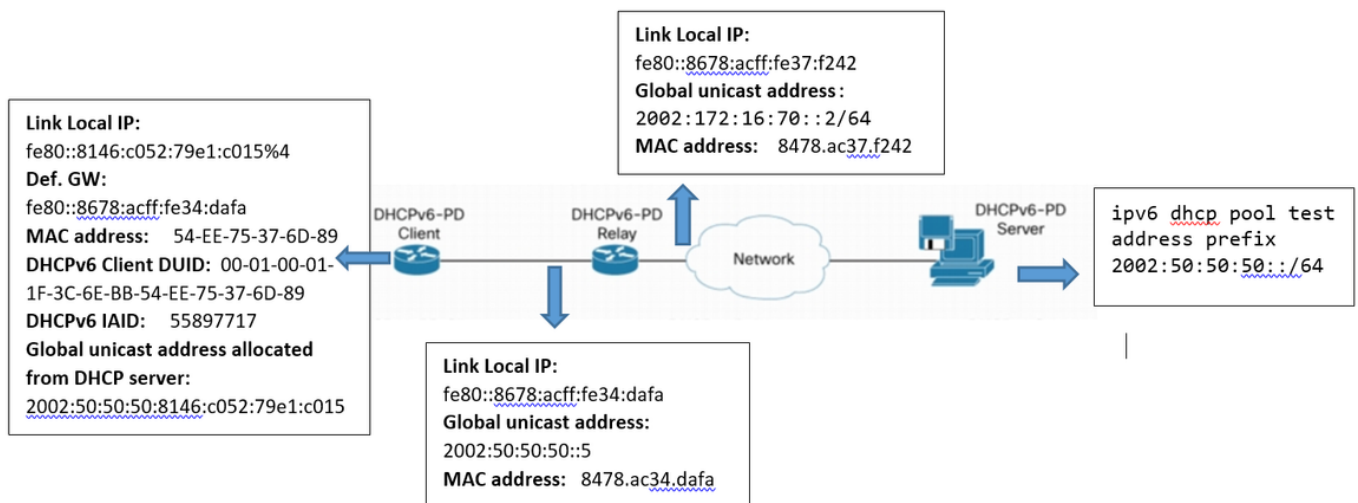 Link Local IP:
fe80::8678:acff:fe37:f242
Global unicast address:
2002:172:16:70::2/64
MAC address: 8478.ac37.f242
Link Local IP:
fe80::8146:c052:79e1:c015%4
Def. GW:
fe80::8678:acff:fe34:dafa
MAC address: 54-EE-75-37-6D-89
DHCPv6 Client DUID: 00-01-00-01-
1F-3C-6E-BB-54-EE-75-37-6D-89
DHCPv6 IAID: 55897717
Global unicast address allocated
from DHCP server:
2002:50:50:50:8146:c052:79e1:c015
DHCPv6-PD
Client
DHCPv6-PD
Relay
Network
DHCPv6-PD
Server
ipv6 dhcp pool test
address prefix
2002:50:50:50::/64
Link Local IP:
fe80::8678:acff:fe34:dafa
Global unicast address:
2002:50:50:50::5
MAC address: 8478.ac34.dafa